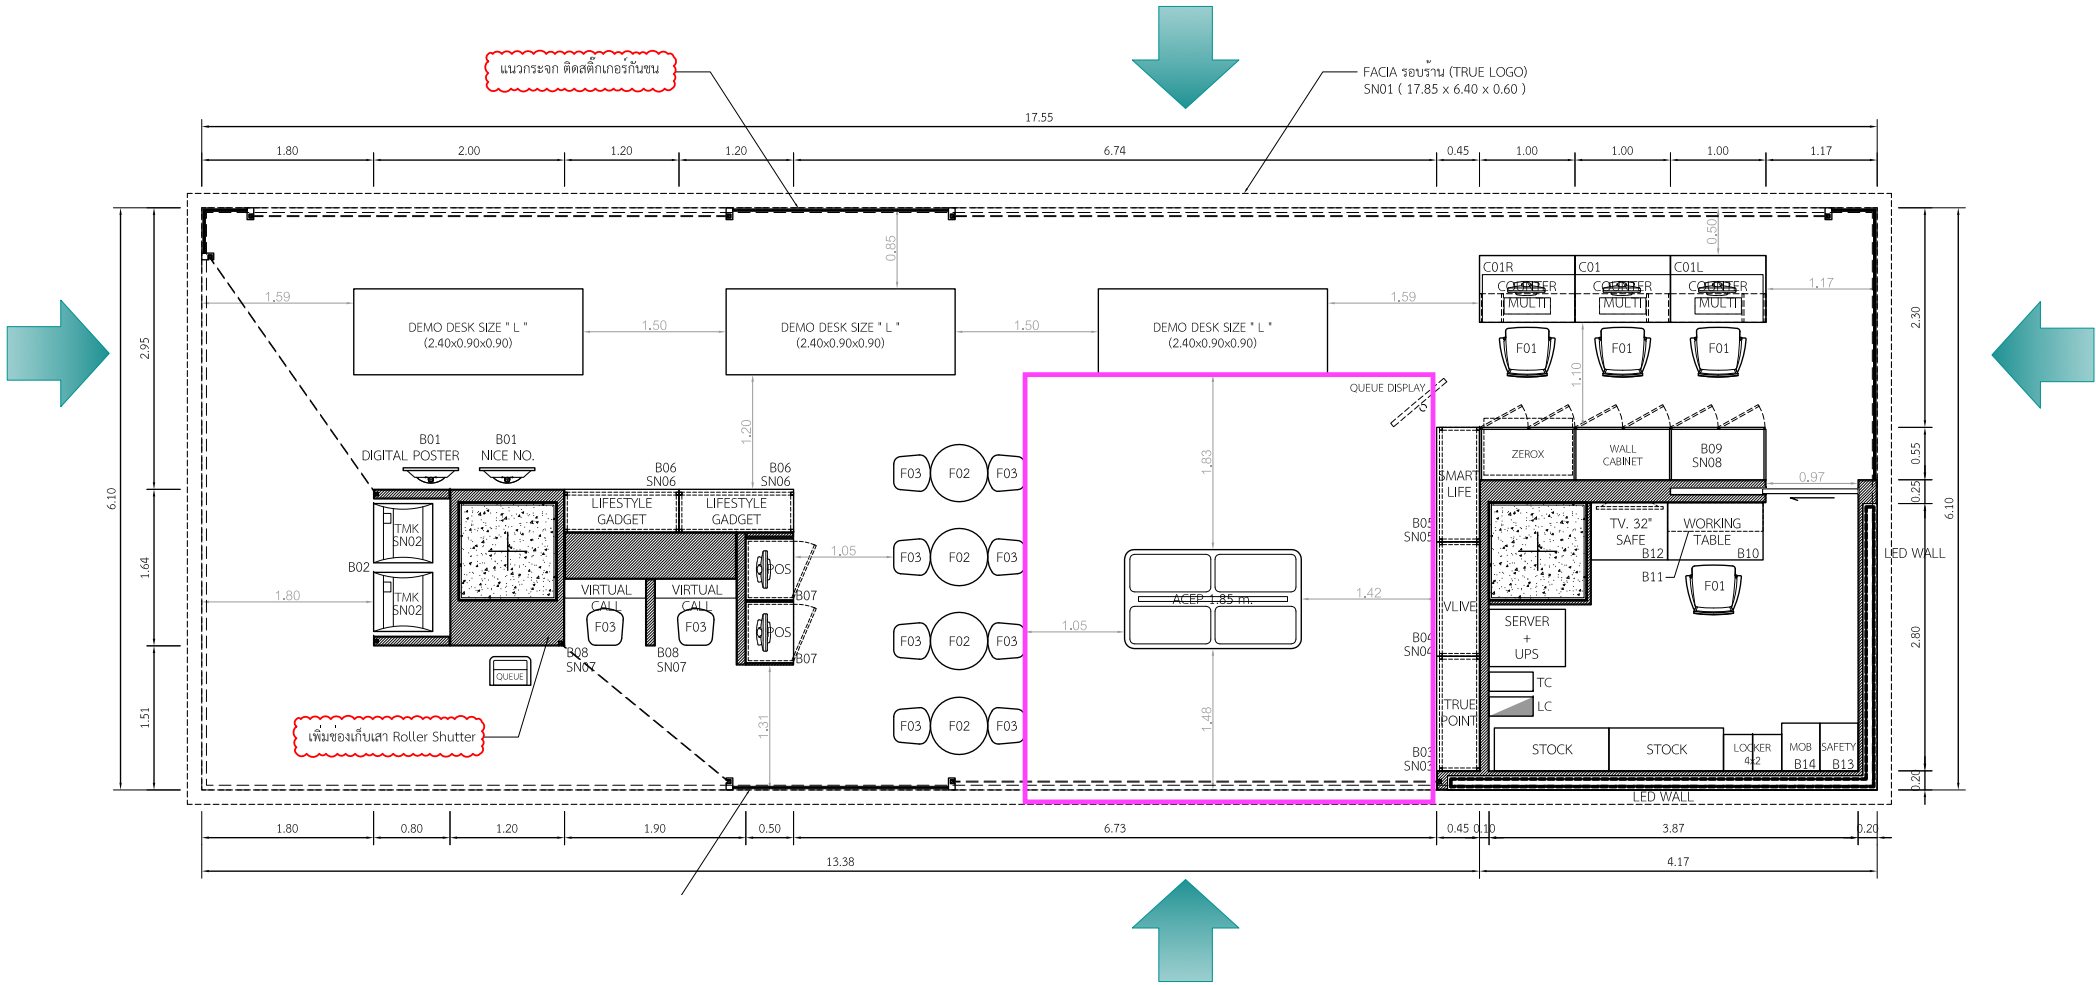 แนวกระจก ติดสติ๊กเกอร์กันชน
FACIA รอบร้าน (TRUE LOGO)
SN01 ( 17.85 x 6.40 x 0.60 )
17.55
1.80
2.00
1.20
1.20
6.74
0.45
1.00
1.00
1.00
1.17
6.10
2.95
1.64
1.51
0.85
0.50
1.59
DEMO DESK SIZE " L "
(2.40x0.90x0.90)
1.50
DEMO DESK SIZE " L "
(2.40x0.90x0.90)
1.50
DEMO DESK SIZE " L "
(2.40x0.90x0.90)
1.59
C01R
COUNTER
MULTI
C01
COUNTER
MULTI
C01L
COUNTER
MULTI
1.17
F01
F01
F01
1.10
2.30
0.55
0.25
2.80
0.20
6.10
QUEUE DISPLAY
B01
DIGITAL POSTER
B01
NICE NO.
1.20
1.83
B06
SN06
B06
SN06
LIFESTYLE
GADGET
LIFESTYLE
GADGET
F03
F02
F03
F03
F02
F03
F03
F02
F03
F03
F02
F03
SMART
LIFE
B05
SN05
ZEROX
WALL
CABINET
B09
SN08
0.97
TMK
SN02
B02
TMK
SN02
1.80
POS
B07
POS
B07
1.05
VIRTUAL
CALL
VIRTUAL
CALL
F03
F03
B08
SN07
B08
SN07
QUEUE
เพิ่มช่องเก็บเสา Roller Shutter
1.31
ACEP 1.85 m.
1.05
1.42
1.48
VLIVE
B04
SN04
TRUE
POINT
B03
SN03
TV. 32"
SAFE
B12
WORKING
TABLE
B10
B11
F01
LED WALL
SERVER
+
UPS
TC
LC
STOCK
STOCK
LOCKER
4x2
MOB
B14
SAFETY
B13
LED WALL
1.80
0.80
1.20
1.90
0.50
6.73
0.45
0.10
3.87
0.20
13.38
4.17